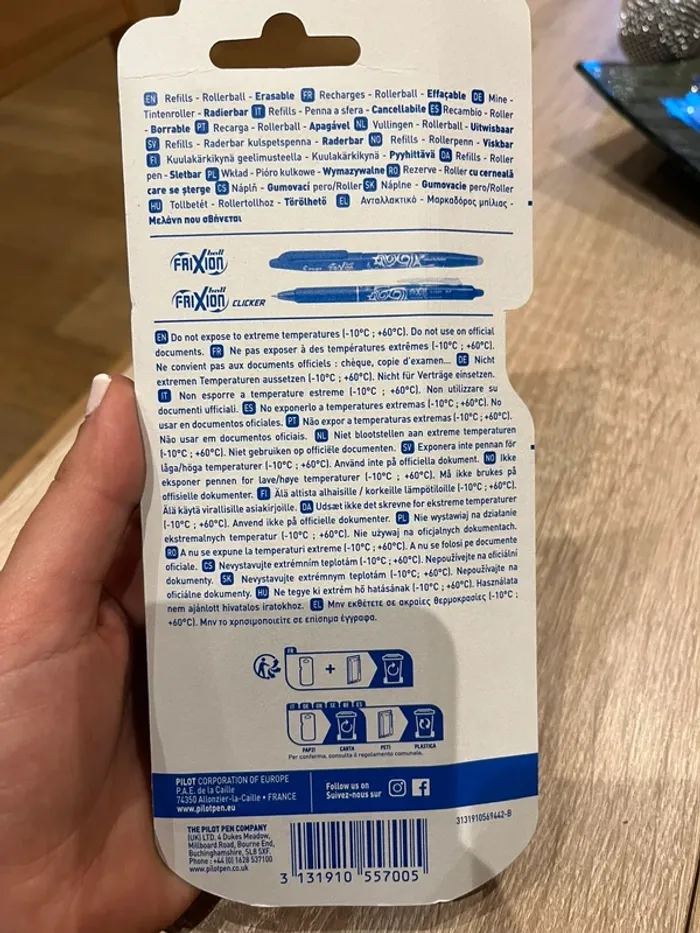 EN Refills - Rollerball - Erasable FR Recharges - Rollerball - Effaçable DE Mine -
Tintenroller - Radierbar IT Refills - Penna a sfera - Cancellabile ES Recambio - Roller
- Borrable PT Recarga - Rollerball - Apagável NL Vullingen - Rollerball - Uitwisbaar
SV Refills - Raderbar kulspetspenna - Raderbar NO Refills - Rollerpenn - Viskbar
FI Kuulakärkikynä geelimusteella - Kuulakärkikynä - Pyyhittävä DA Refills - Roller
pen - Sletbar PL Wkład - Pióro kulkowe - Wymazywalne RO Rezerve - Roller cu cerneală
care se şterge CS Náplň - Gumovací pero/Roller SK Náplne - Gumovacie pero/Roller
HU Tollbetét - Rollertollhoz - Törölhető EL Ανταλλακτικό - Μαρκαδόρος μπίλιας -
Μελάνη που σβήνεται
FRIXION ball
FRIXION ball CLICKER
EN Do not expose to extreme temperatures (-10°C ; +60°C). Do not use on official
documents. FR Ne pas exposer à des températures extrêmes (-10°C ; +60°C).
Ne convient pas aux documents officiels : chèque, copie d'examen... DE Nicht
extremen Temperaturen aussetzen (-10°C ; +60°C). Nicht für Verträge einsetzen.
IT Non esporre a temperature estreme (-10°C ; +60°C). Non utilizzare su
documenti ufficiali. ES No exponerlo a temperaturas extremas (-10°C ; +60°C). No
usar en documentos oficiales. PT Não expor a temperaturas extremas (-10°C ; +60°C).
Não usar em documentos oficiais. NL Niet blootstellen aan extreme temperaturen
(-10°C ; +60°C). Niet gebruiken op officiële documenten. SV Exponera inte pennan för
låga/höga temperaturer (-10°C ; +60°C). Använd inte på officiella dokument. NO Ikke
eksponer pennen for lave/høye temperaturer (-10°C ; +60°C). Må ikke brukes på
offisielle dokumenter. FI Älä altista alhaisille / korkeille lämpötiloille (-10°C ; +60°C).
Älä käytä virallisille asiakirjoille. DA Udsæt ikke det skrevne for ekstreme temperaturer
(-10°C ; +60°C). Anvend ikke på officielle dokumenter. PL Nie wystawiaj na działanie
ekstremalnych temperatur (-10°C ; +60°C). Nie używaj na oficjalnych dokumentach.
RO A nu se expune la temperaturi extreme (-10°C ; +60°C). A nu se folosi pe documente
oficiale. CS Nevystavujte extrémním teplotám (-10°C ; +60°C). Nepoužívejte na oficiální
dokumenty. SK Nevystavujte extrémnym teplotám (-10°C; +60°C). Nepoužívajte na
oficiálne dokumenty. HU Ne tegye ki extrém hő hatásának (-10°C ; +60°C). Használata
nem ajánlott hivatalos iratokhoz. EL Μην εκθέτετε σε ακραίες θερμοκρασίες (-10°C ;
+60°C). Μην το χρησιμοποιείτε σε επίσημα έγγραφα.
FR
+
IT DE UK SE BE ES
PAP21 CARTA PET1 PLASTICA
Per conferma, consulta il regolamento comunale.
PILOT CORPORATION OF EUROPE
P.A.E. de la Caille
74350 Allonzier-la-Caille • FRANCE
www.pilotpen.eu
Follow us on
Suivez-nous sur
THE PILOT PEN COMPANY
(UK) LTD. 4 Dukes Meadow,
Millboard Road, Bourne End,
Buckinghamshire, SL8 5XF.
Phone : +44 (0) 1628 537100
www.pilotpen.co.uk
3131910569442-B
3 131910 557005